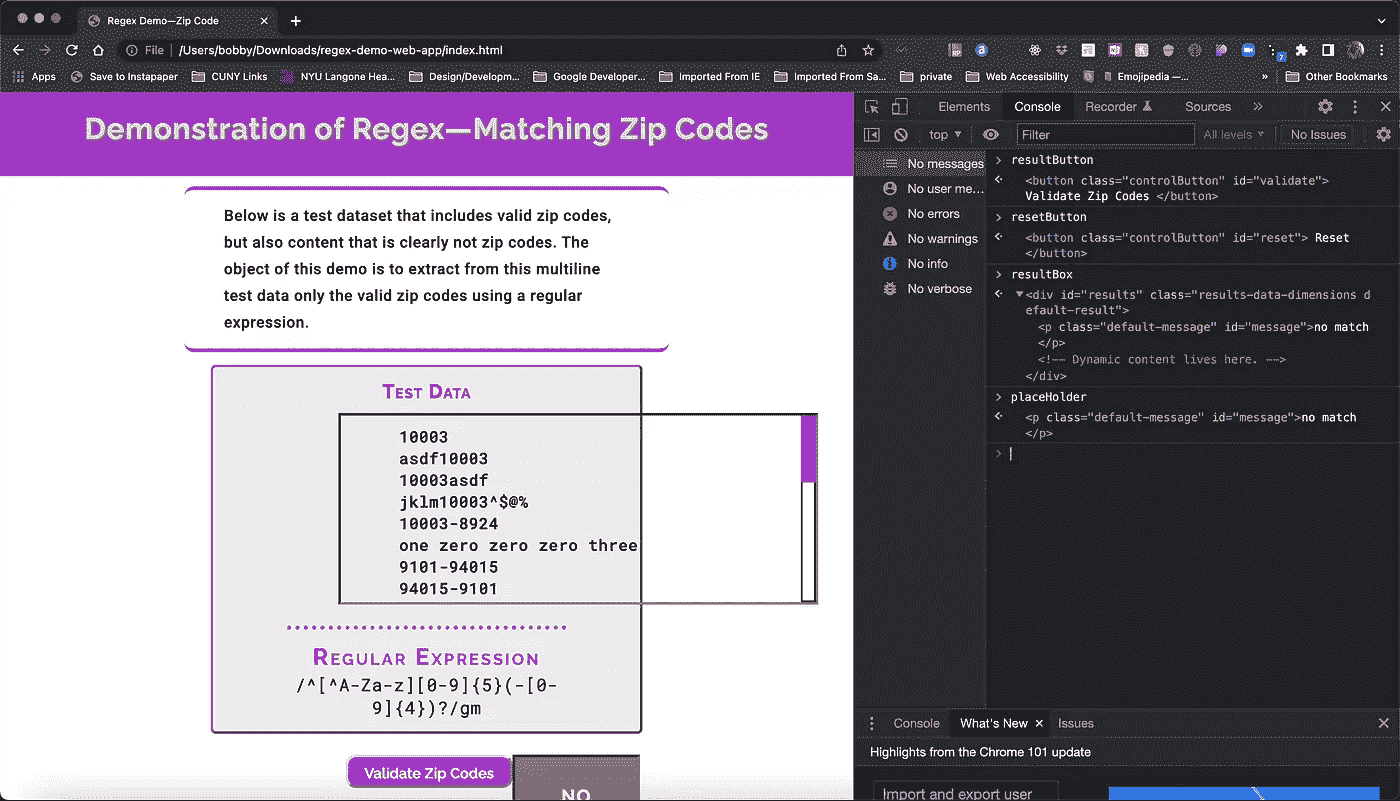 Regex Demo—Zip Code
File /Users/bobby/Downloads/regex-demo-web-app/index.html
7
Apps Save to Instapaper CUNY Links NYU Langone Hea... Design/Developm... Google Developer... Imported From IE Imported From Sa... private Web Accessibility Emojipedia —... » Other Bookmarks
Demonstration of Regex—Matching Zip Codes
Below is a test dataset that includes valid zip codes,
but also content that is clearly not zip codes. The
object of this demo is to extract from this multiline
test data only the valid zip codes using a regular
expression.
Test Data
10003
asdf10003
10003asdf
jklm10003^$@%
10003-8924
one zero zero zero three
9101-94015
94015-9101
Regular Expression
/^[^A-Za-z][0-9]{5}(-[0-
9]{4})?/gm
Validate Zip Codes
NO
Elements Console Recorder Sources »
top Filter All levels No Issues
No messages
No user me...
No errors
No warnings
No info
No verbose
resultButton
<button class="controlButton" id="validate">
Validate Zip Codes </button>
resetButton
<button class="controlButton" id="reset"> Reset
</button>
resultBox
<div id="results" class="results-data-dimensions d
efault-result">
<p class="default-message" id="message">no match
</p>
<!-- Dynamic content lives here. -->
</div>
placeHolder
<p class="default-message" id="message">no match
</p>
Console What's New Issues
Highlights from the Chrome 101 update
Import and export user